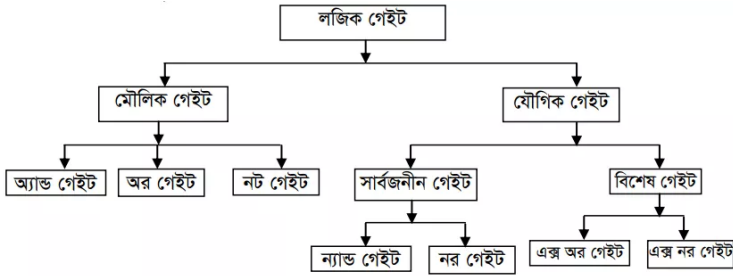 লজিক গেইট
মৌলিক গেইট
যৌগিক গেইট
অ্যান্ড গেইট
অর গেইট
নট গেইট
সার্বজনীন গেইট
বিশেষ গেইট
ন্যান্ড গেইট
নর গেইট
এক্স অর গেইট
এক্স নর গেইট